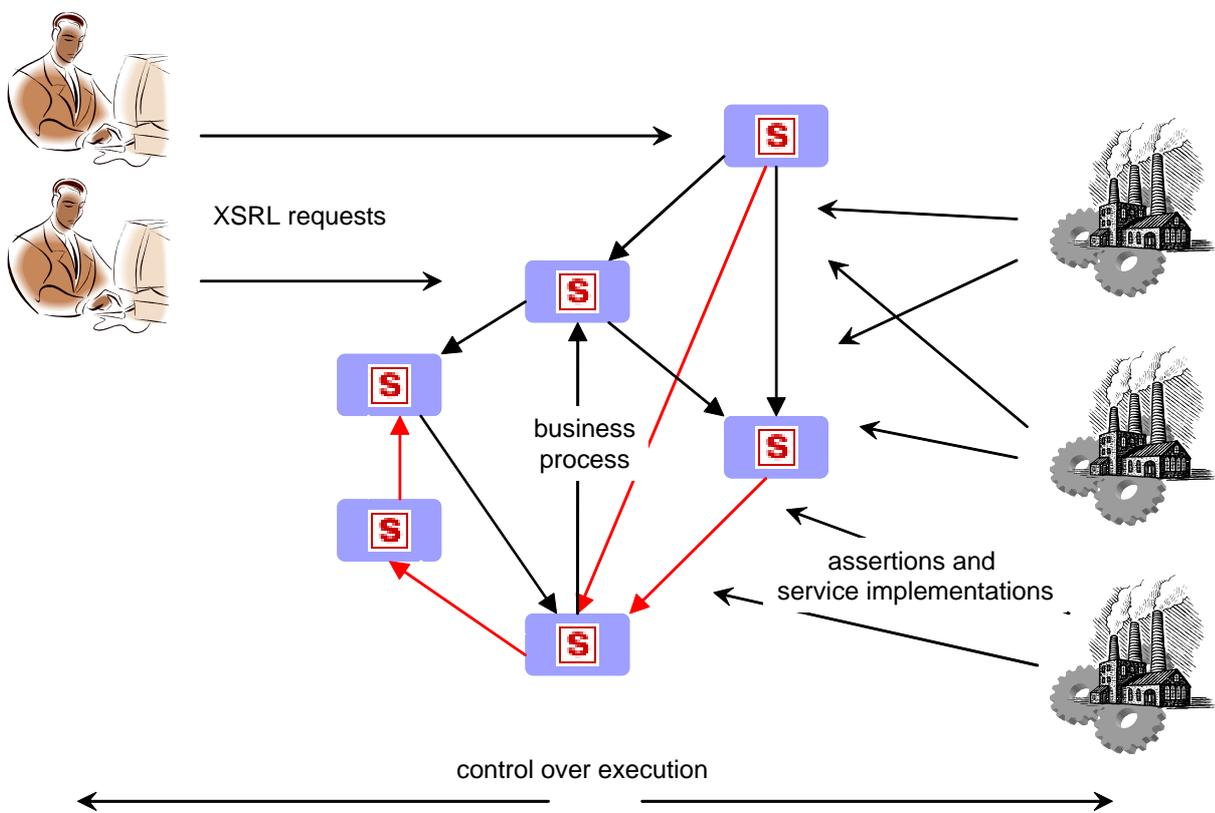 S
XSRL requests
S
S
business
process
S
S
assertions and
service implementations
S
control over execution